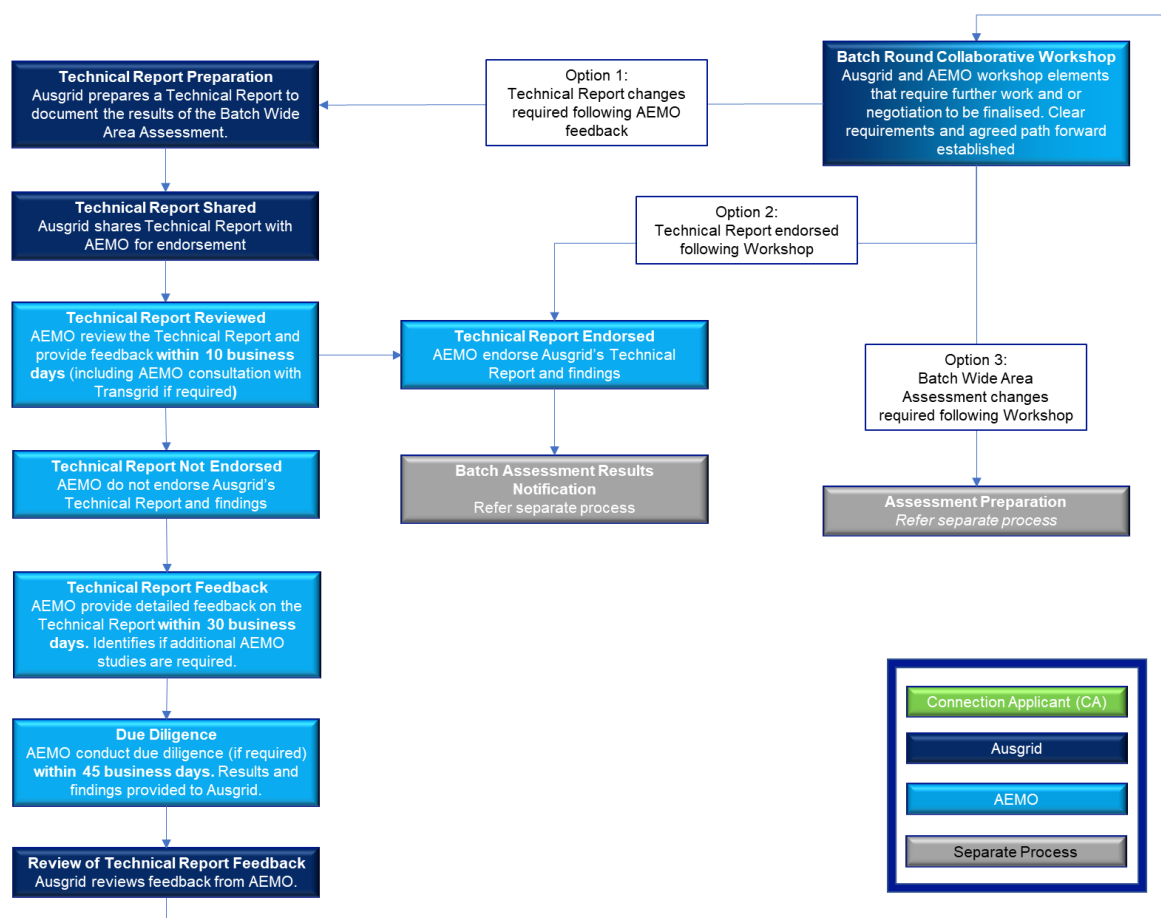 Technical Report Preparation
Ausgrid prepares a Technical Report to
document the results of the Batch Wide
Area Assessment.
Option 1:
Technical Report changes
required following AEMO
feedback
Batch Round Collaborative Workshop
Ausgrid and AEMO workshop elements
that require further work and or
negotiation to be finalised. Clear
requirements and agreed path forward
established
Technical Report Shared
Ausgrid shares Technical Report with
AEMO for endorsement
Option 2:
Technical Report endorsed
following Workshop
Technical Report Reviewed
AEMO review the Technical Report and
provide feedback within 10 business
days (including AEMO consultation with
Transgrid if required)
Technical Report Endorsed
AEMO endorse Ausgrid’s Technical
Report and findings
Option 3:
Batch Wide Area
Assessment changes
required following Workshop
Technical Report Not Endorsed
AEMO do not endorse Ausgrid’s
Technical Report and findings
Batch Assessment Results
Notification
Refer separate process
Assessment Preparation
Refer separate process
Technical Report Feedback
AEMO provide detailed feedback on the
Technical Report within 30 business
days. Identifies if additional AEMO
studies are required.
Due Diligence
AEMO conduct due diligence (if required)
within 45 business days. Results and
findings provided to Ausgrid.
Review of Technical Report Feedback
Ausgrid reviews feedback from AEMO.
Connection Applicant (CA)
Ausgrid
AEMO
Separate Process